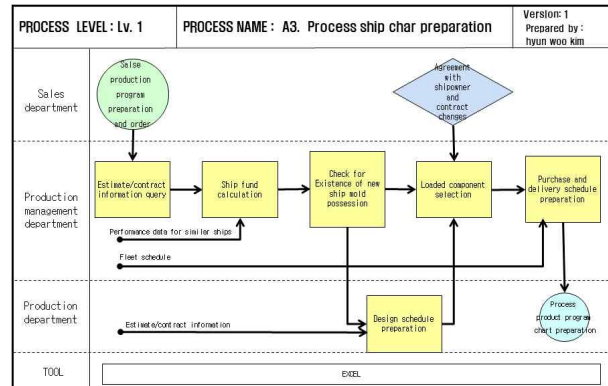 PROCESS LEVEL: Lv. 1
PROCESS NAME : A3. Process ship char preparation
Version: 1
Prepared by :
hyun woo kim
Sales
department
Salse
production
program
preparation
and order
Agreement
with
shipowner
and
contract
changes
Production
management
department
Estimate/contract
information query
Ship fund
calculation
Check for
Existence of new
ship mold
possession
Loaded component
selection
Purchase and
delivery schedule
preparation
Performance data for similar ships
Fleet schedule
Production
department
Estimate/contract information
Design schedule
preparation
Process
product program
chart preparation
TOOL
EXCEL